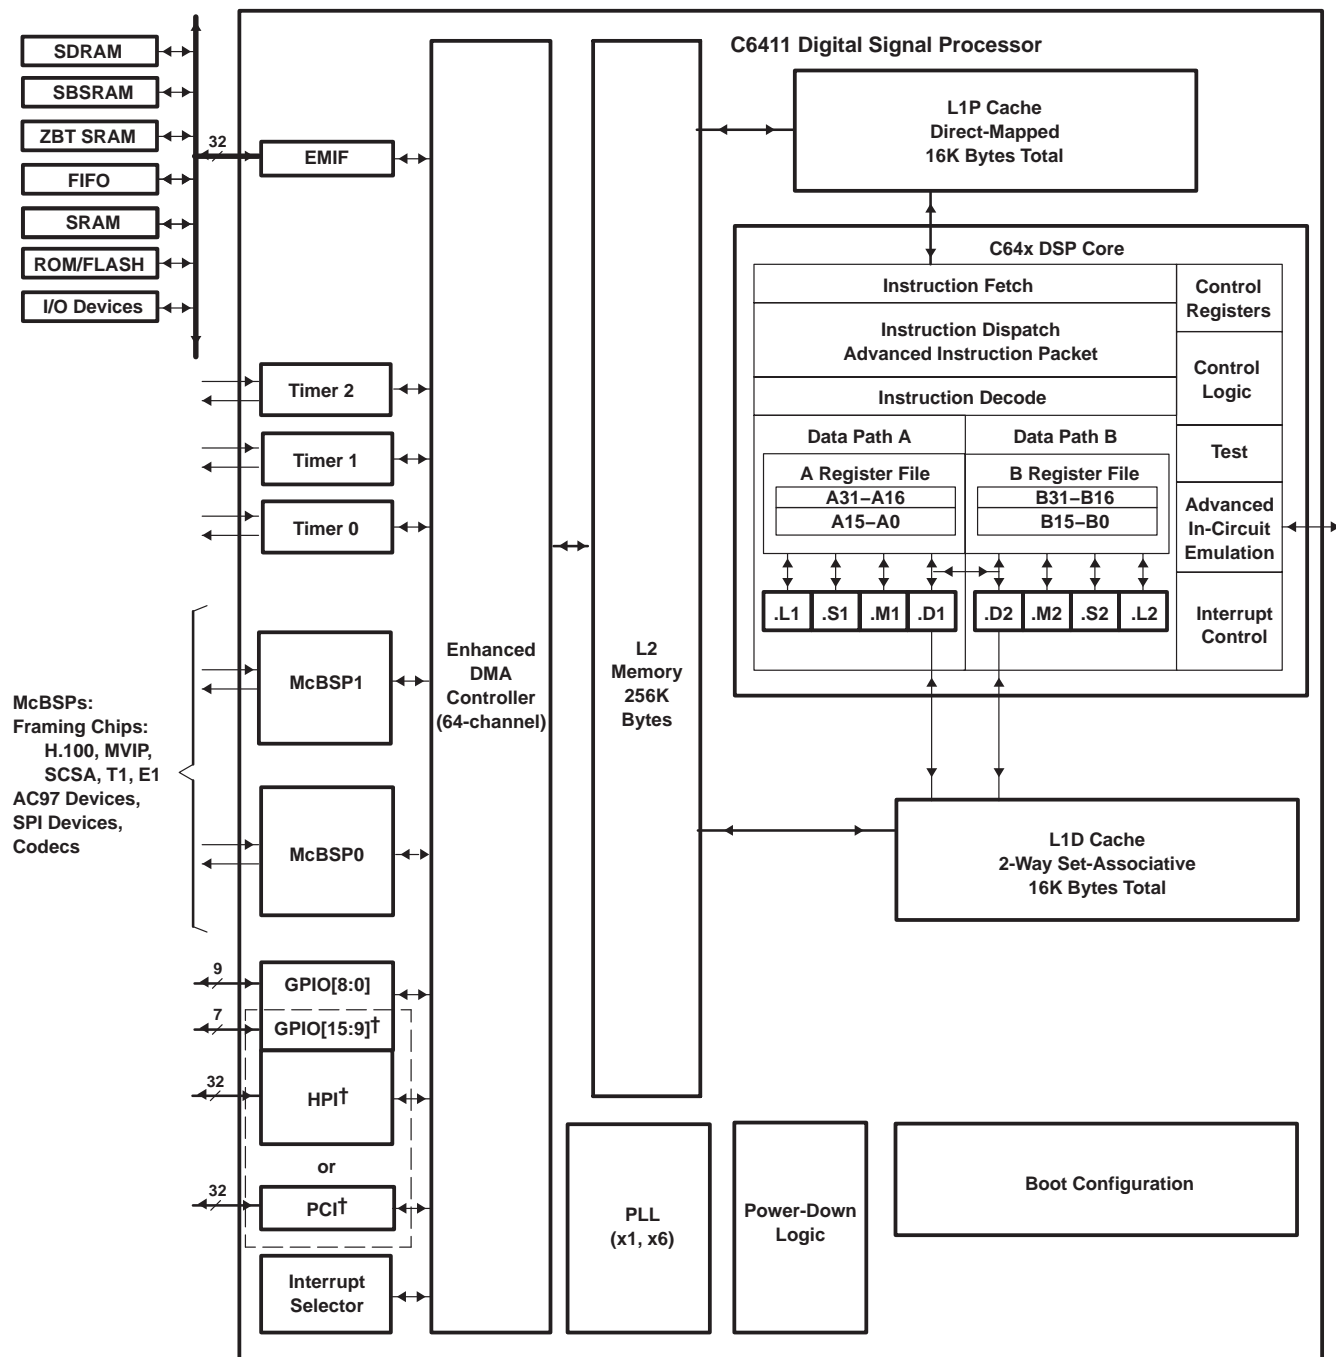 C6411 Digital Signal Processor
SDRAM
SBSRAM
ZBT SRAM
FIFO
SRAM
ROM/FLASH
I/O Devices
32
EMIF
Timer 2
Timer 1
Timer 0
McBSPs:
Framing Chips:
H.100, MVIP,
SCSA, T1, E1
AC97 Devices,
SPI Devices,
Codecs
McBSP1
McBSP0
9
GPIO[8:0]
7
GPIO[15:9]†
32
HPI†
or
32
PCI†
Interrupt
Selector
Enhanced
DMA
Controller
(64-channel)
L2
Memory
256K
Bytes
L1P Cache
Direct-Mapped
16K Bytes Total
C64x DSP Core
Instruction Fetch
Instruction Dispatch
Advanced Instruction Packet
Instruction Decode
Data Path A
A Register File
A31–A16
A15–A0
.L1 .S1 .M1 .D1
Data Path B
B Register File
B31–B16
B15–B0
.D2 .M2 .S2 .L2
Control
Registers
Control
Logic
Test
Advanced
In-Circuit
Emulation
Interrupt
Control
L1D Cache
2-Way Set-Associative
16K Bytes Total
PLL
(x1, x6)
Power-Down
Logic
Boot Configuration